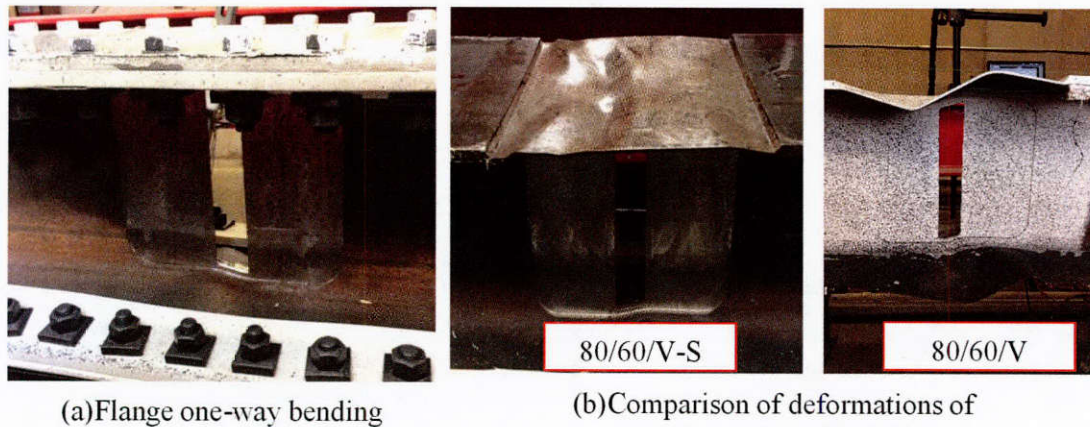 80/60/V-S
80/60/V
(a)Flange one-way bending
(b)Comparison of deformations of